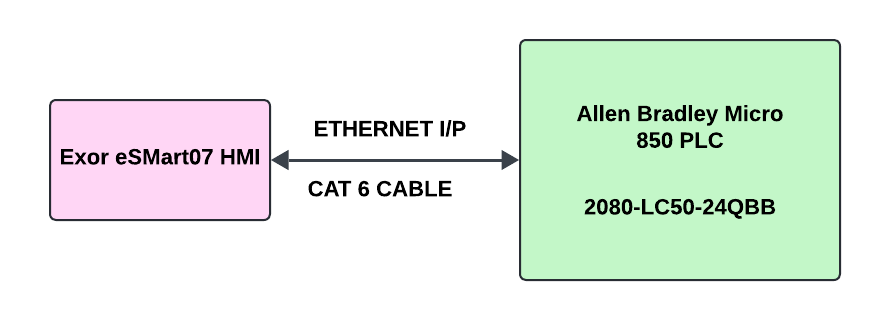 Exor eSMart07 HMI
ETHERNET I/P
CAT 6 CABLE
Allen Bradley Micro
850 PLC
2080-LC50-24QBB